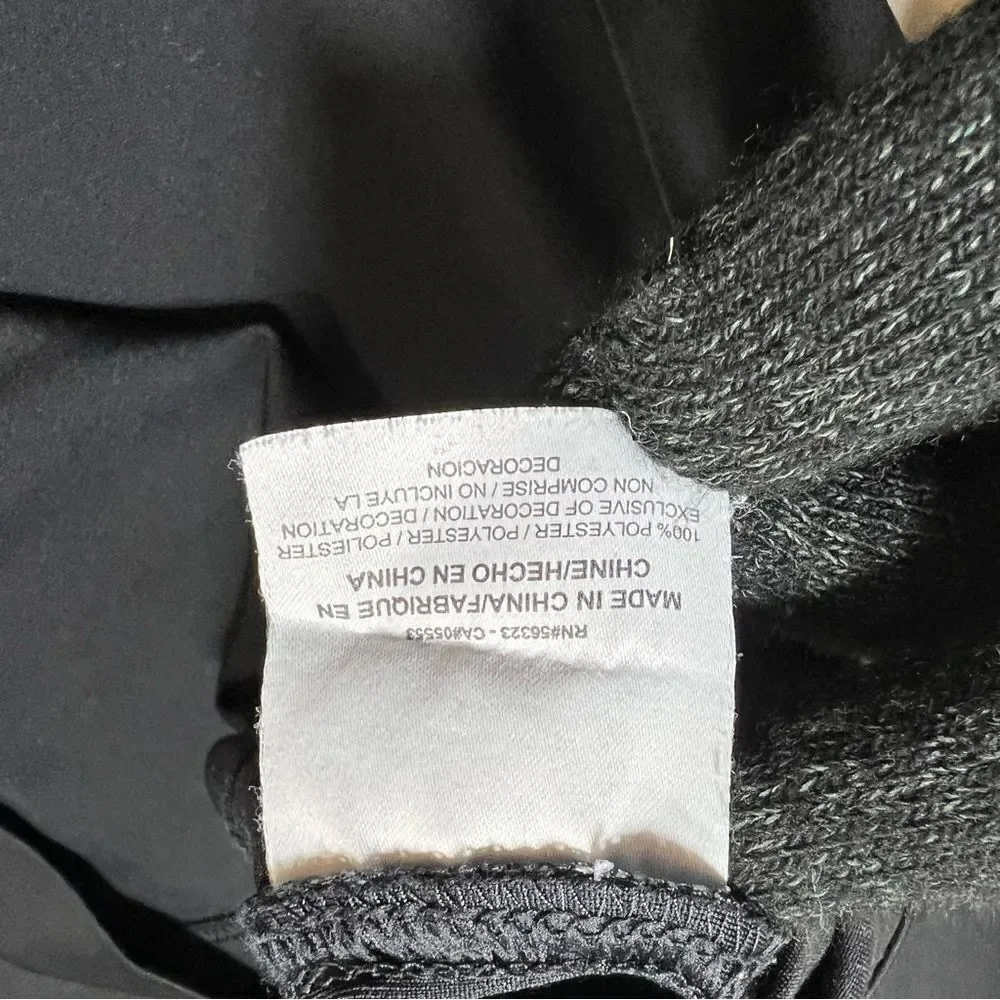 RN#56323 - CA#05553
MADE IN CHINA/FABRIQUE EN
CHINE/HECHO EN CHINA
100% POLYESTER / POLYESTER / POLIESTER
EXCLUSIVE OF DECORATION / DECORATION
NON COMPRISE / NO INCLUYE LA
DECORACION